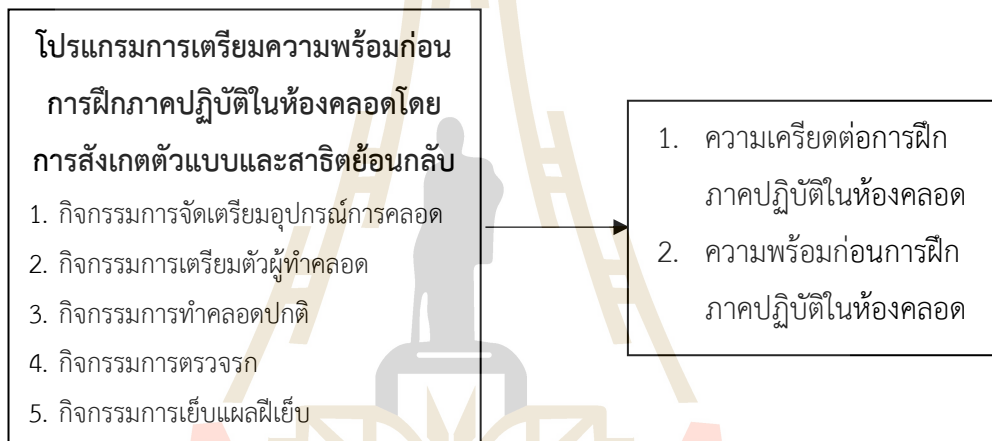 โปรแกรมการเตรียมความพร้อมก่อน
การฝึกภาคปฏิบัติในห้องคลอดโดย
การสังเกตตัวแบบและสาธิตย้อนกลับ
1. กิจกรรมการจัดเตรียมอุปกรณ์การคลอด
2. กิจกรรมการเตรียมตัวผู้ทำคลอด
3. กิจกรรมการทำคลอดปกติ
4. กิจกรรมการตรวจรก
5. กิจกรรมการเย็บแผลฝีเย็บ
1. ความเครียดต่อการฝึก
ภาคปฏิบัติในห้องคลอด
2. ความพร้อมก่อนการฝึก
ภาคปฏิบัติในห้องคลอด